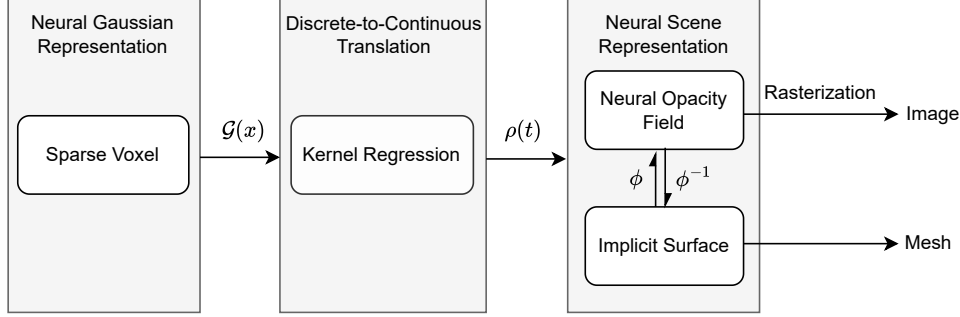 Neural Gaussian
Representation
Sparse Voxel
𝒢(x)
Discrete-to-Continuous
Translation
Kernel Regression
ρ(t)
Neural Scene
Representation
Neural Opacity
Field
ϕ
ϕ⁻¹
Implicit Surface
Rasterization
Image
Mesh